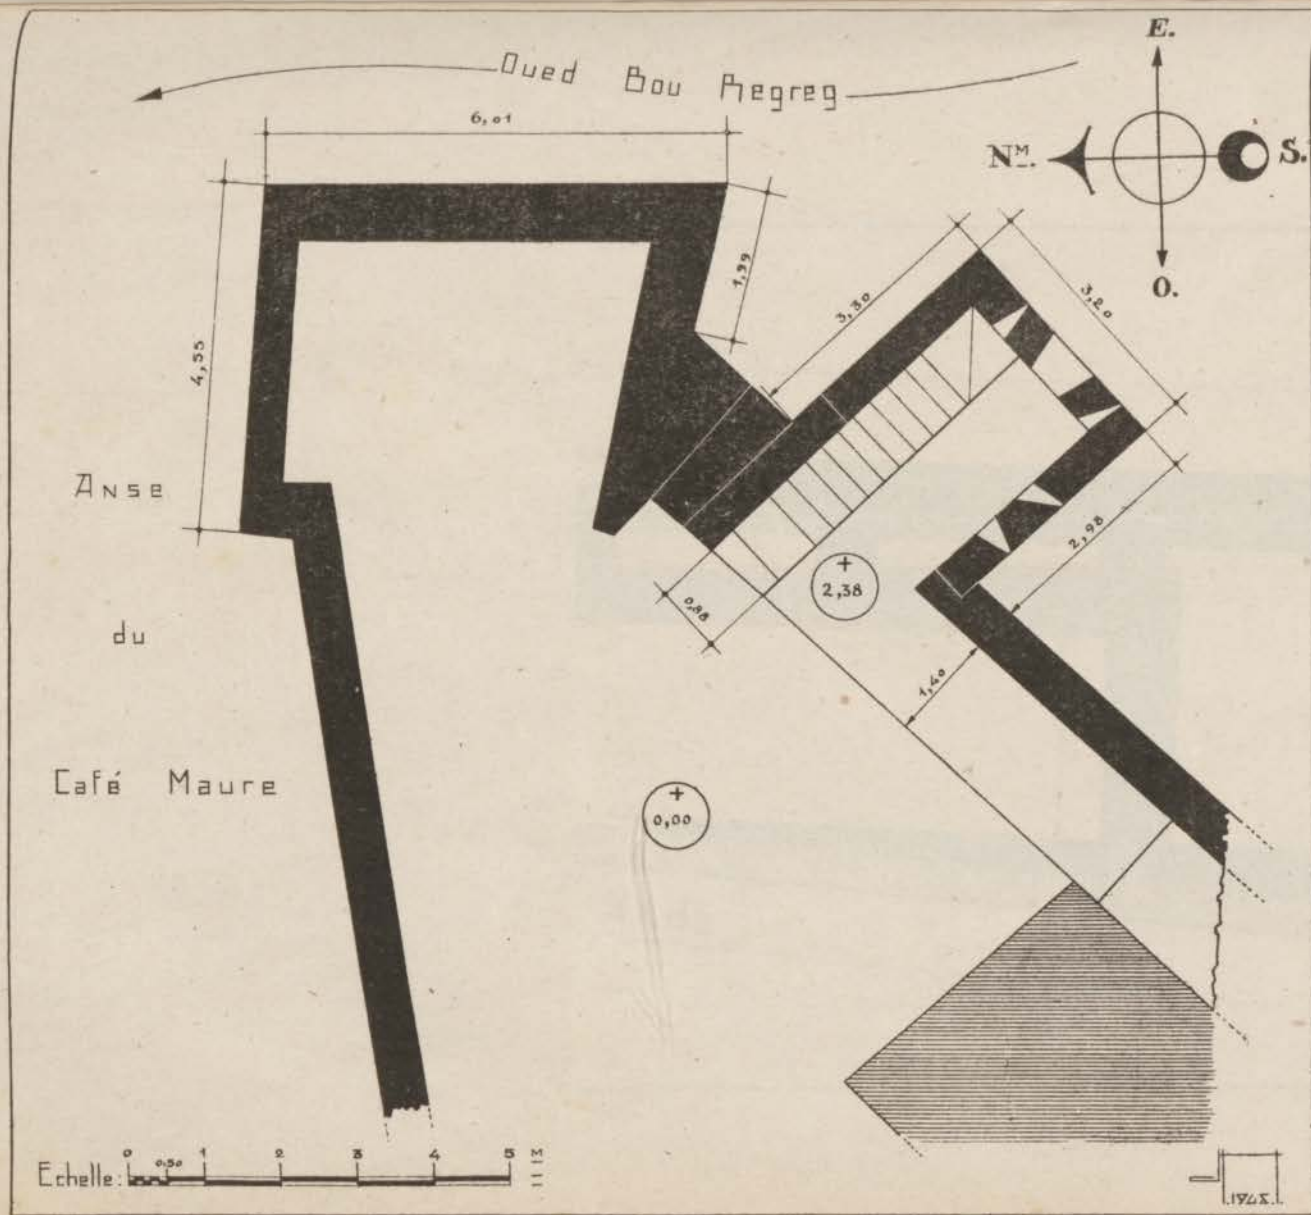 E.
Oued Bou Regreg
6,01
Nᴹ.
S.
O.
1,99
3,30
3,20
4,55
Anse
2,98
+
2,38
0,88
du
1,40
Café Maure
+
0,00
Echelle: 0 0,50 1 2 3 4 5 M